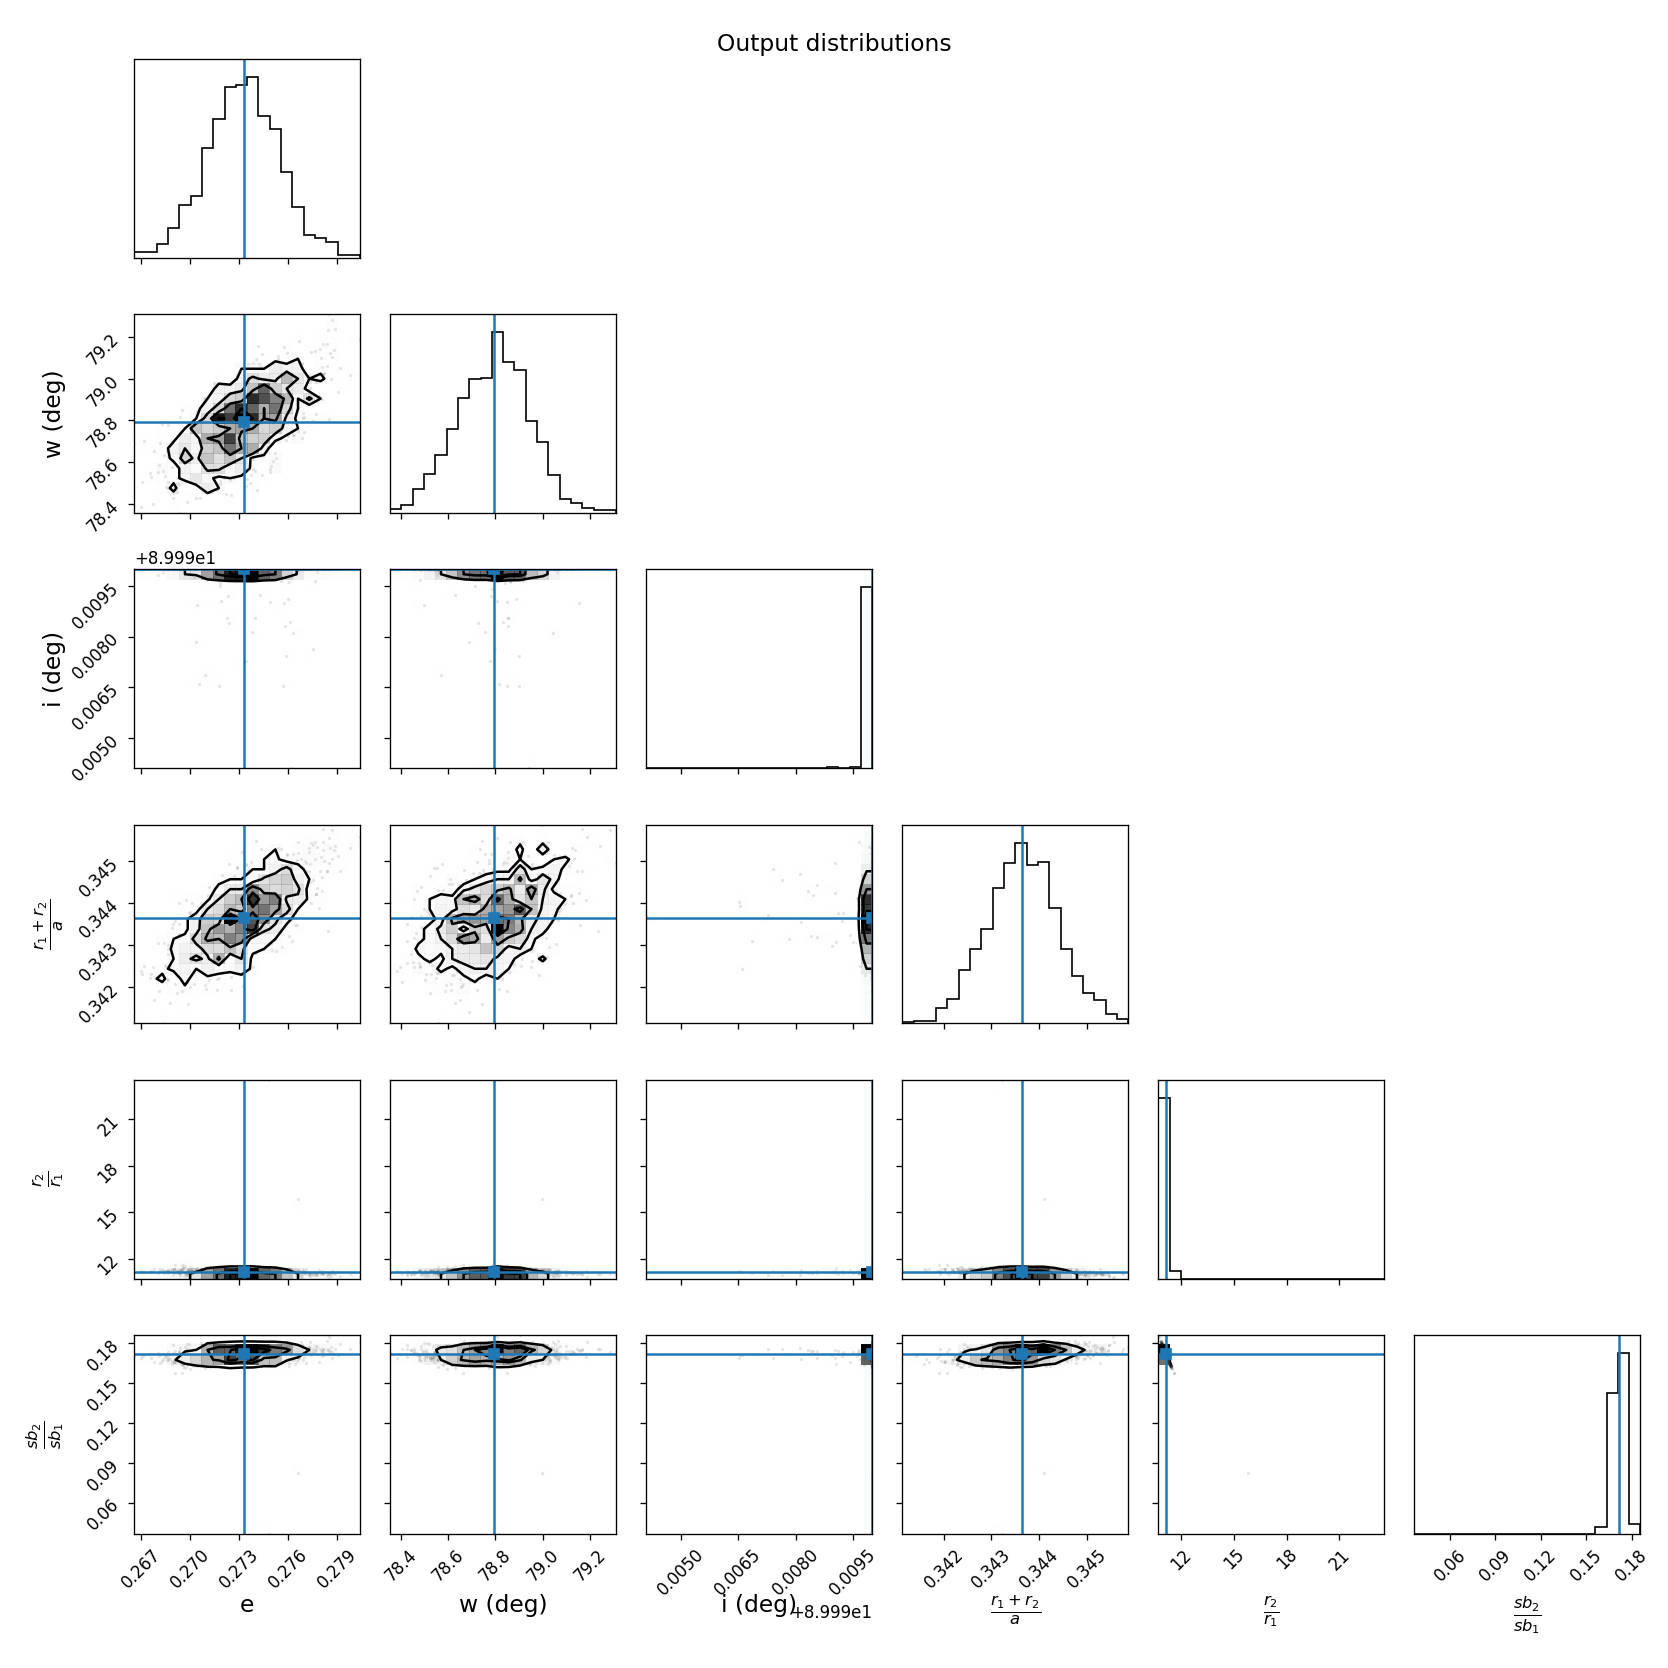 Output distributions
w (deg)
79.2
79.0
78.8
78.6
78.4
+8.999e1
i (deg)
0.0095
0.0080
0.0065
0.0050
r1 + r2
a
0.345
0.344
0.343
0.342
r2
r1
21
18
15
12
sb2
sb1
0.18
0.15
0.12
0.09
0.06
0.267 0.270 0.273 0.276 0.279
78.4 78.6 78.8 79.0 79.2
0.0050 0.0065 0.0080 0.0095
0.342 0.343 0.344 0.345
12 15 18 21
0.06 0.09 0.12 0.15 0.18
e
w (deg)
i (deg)
+8.999e1
r1 + r2
a
r2
r1
sb2
sb1